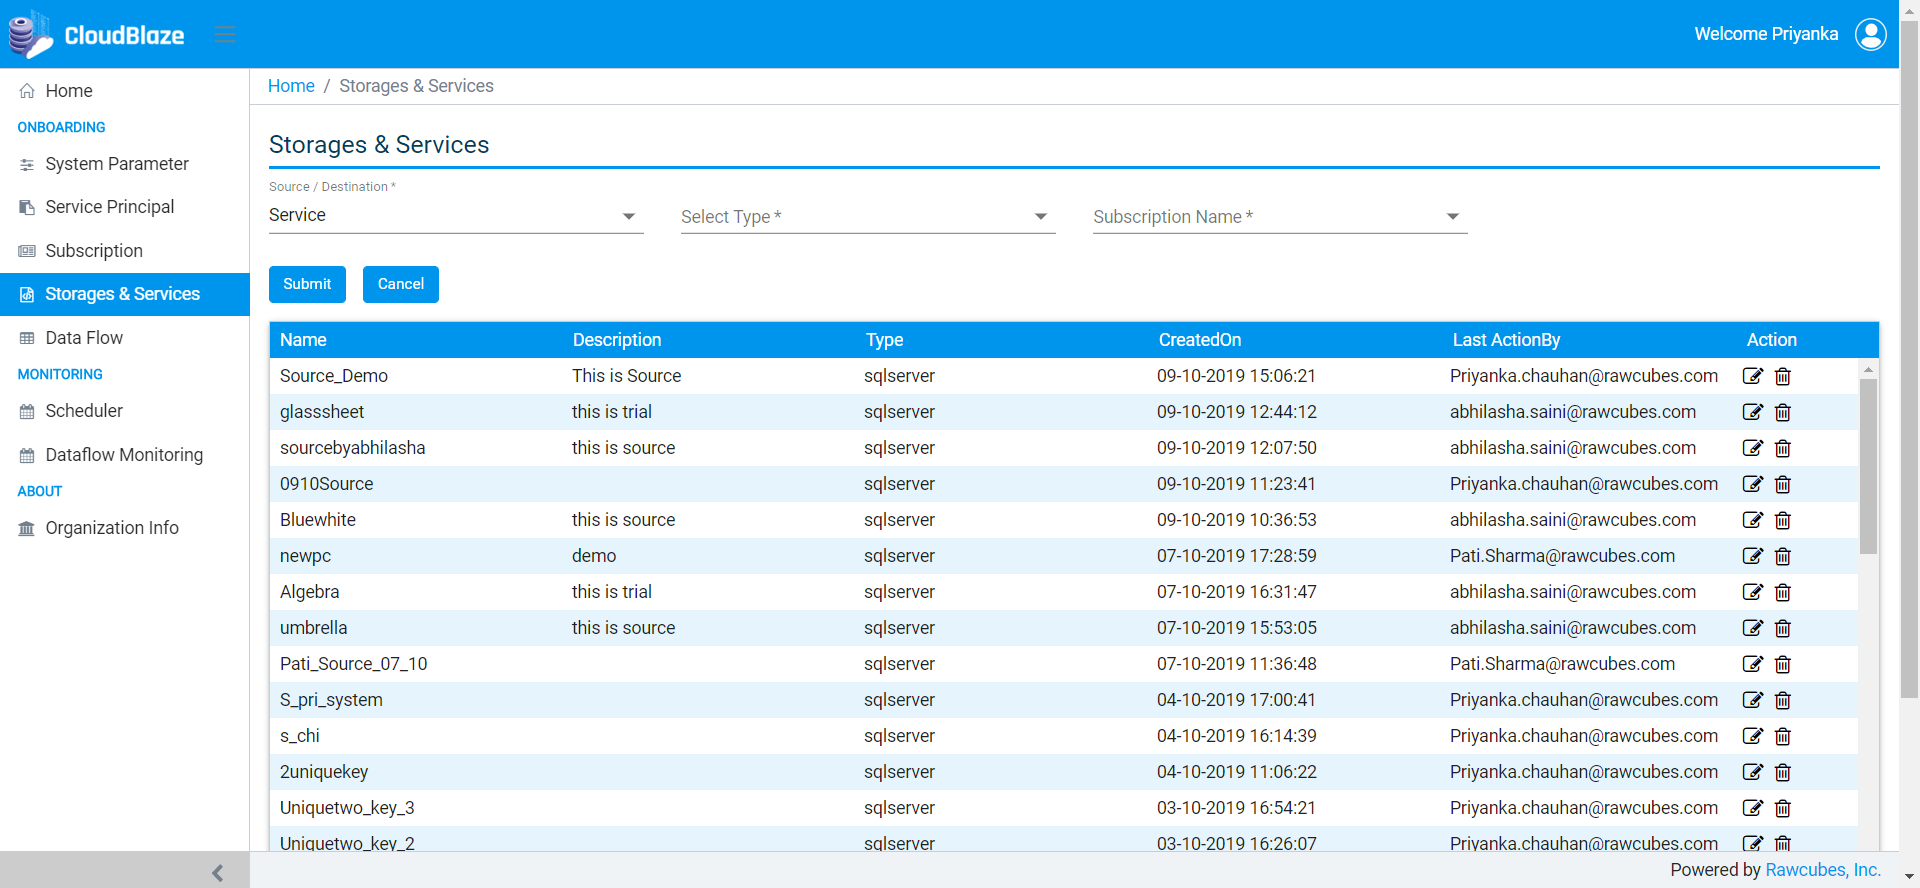 CloudBlaze
Welcome Priyanka
Home
ONBOARDING
System Parameter
Service Principal
Subscription
Storages & Services
Data Flow
MONITORING
Scheduler
Dataflow Monitoring
ABOUT
Organization Info
Home / Storages & Services
Storages & Services
Source / Destination *
Service Select Type * Subscription Name *
Submit Cancel
Name Description Type CreatedOn Last ActionBy Action
Source_Demo This is Source sqlserver 09-10-2019 15:06:21 Priyanka.chauhan@rawcubes.com
glasssheet this is trial sqlserver 09-10-2019 12:44:12 abhilasha.saini@rawcubes.com
sourcebyabhilasha this is source sqlserver 09-10-2019 12:07:50 abhilasha.saini@rawcubes.com
0910Source sqlserver 09-10-2019 11:23:41 Priyanka.chauhan@rawcubes.com
Bluewhite this is source sqlserver 09-10-2019 10:36:53 abhilasha.saini@rawcubes.com
newpc demo sqlserver 07-10-2019 17:28:59 Pati.Sharma@rawcubes.com
Algebra this is trial sqlserver 07-10-2019 16:31:47 abhilasha.saini@rawcubes.com
umbrella this is source sqlserver 07-10-2019 15:53:05 abhilasha.saini@rawcubes.com
Pati_Source_07_10 sqlserver 07-10-2019 11:36:48 Pati.Sharma@rawcubes.com
S_pri_system sqlserver 04-10-2019 17:00:41 Priyanka.chauhan@rawcubes.com
s_chi sqlserver 04-10-2019 16:14:39 Priyanka.chauhan@rawcubes.com
2uniquekey sqlserver 04-10-2019 11:06:22 Priyanka.chauhan@rawcubes.com
Uniquetwo_key_3 sqlserver 03-10-2019 16:54:21 Priyanka.chauhan@rawcubes.com
Uniquetwo_key_2 sqlserver 03-10-2019 16:26:07 Priyanka.chauhan@rawcubes.com
Powered by Rawcubes, Inc.